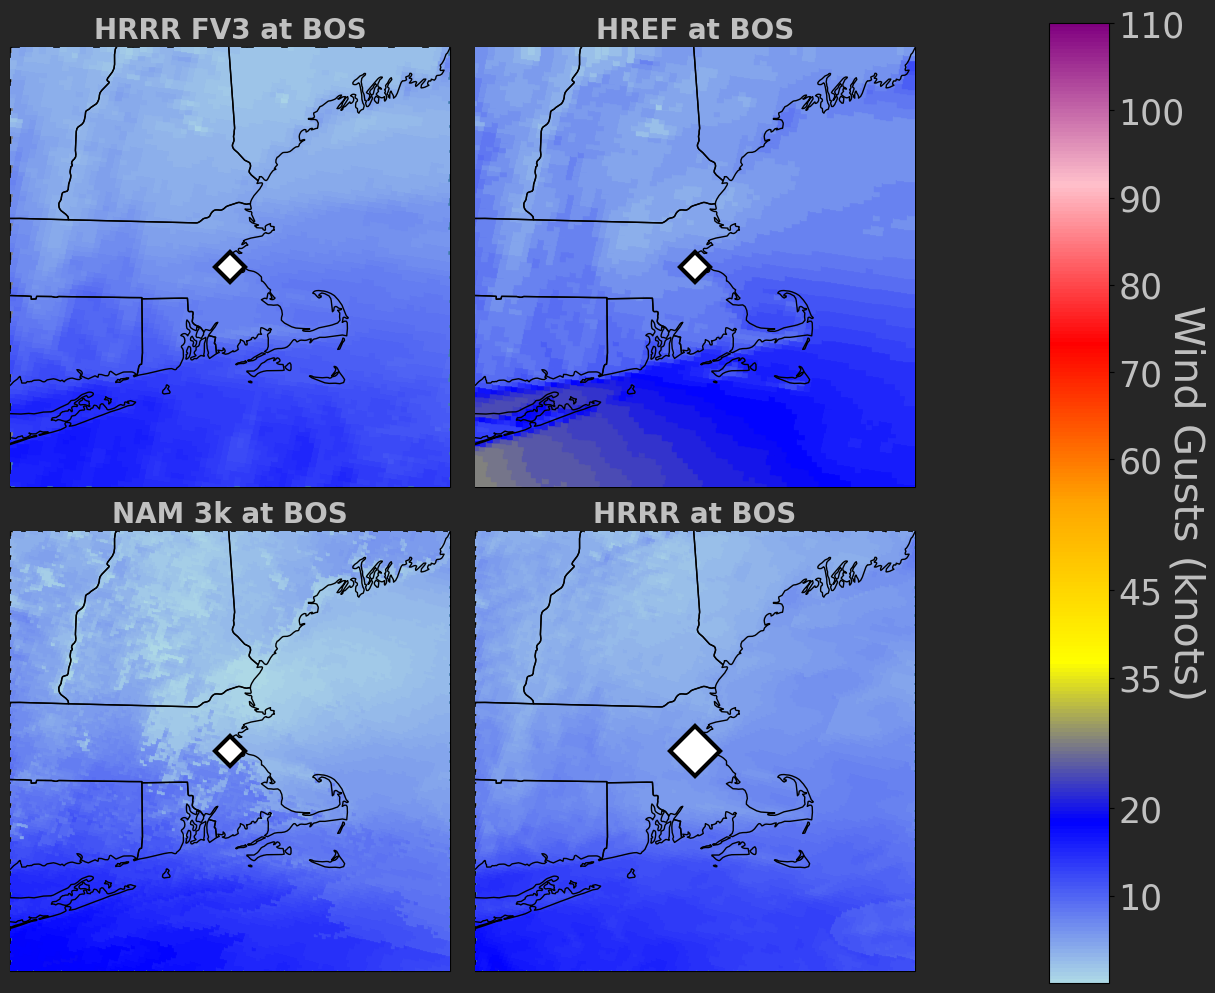 HRRR FV3 at BOS
HREF at BOS
NAM 3k at BOS
HRRR at BOS
110
100
90
80
70
60
45
35
20
10
Wind Gusts (knots)